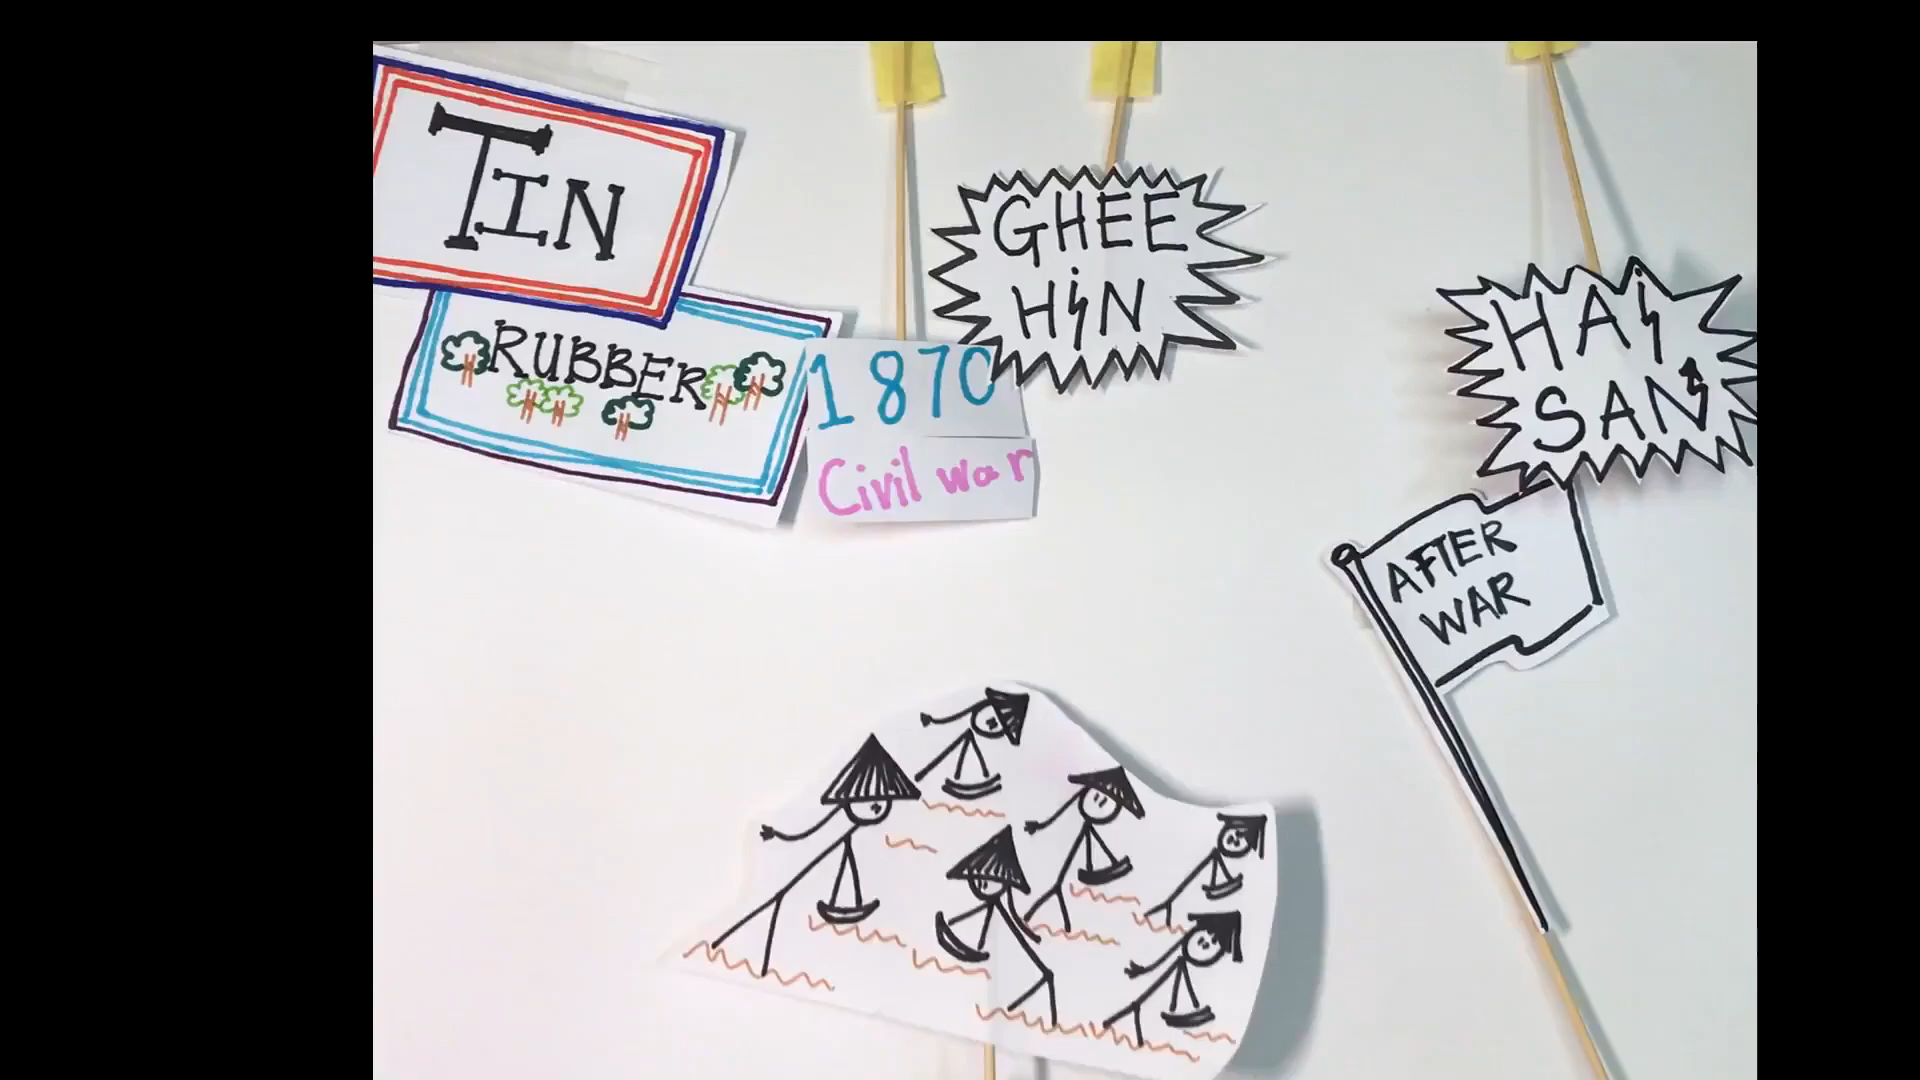 TIN
RUBBER
1870
Civil war
GHEE
HiN
HAi
SAN
AFTER
WAR